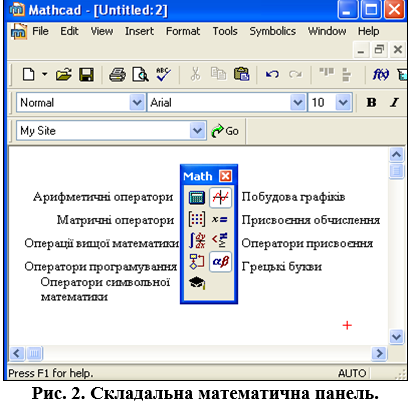 Mathcad - [Untitled:2]
File Edit View Insert Format Tools Symbolics Window Help
Normal Arial 10 B I
My Site Go
Math
Арифметичні оператори Побудова графіків
Матричні оператори Присвоєння обчислення
Операції вищої математики Оператори присвоєння
Оператори програмування Грецькі букви
Оператори символьної
математики
Press F1 for help. AUTO
Рис. 2. Складальна математична панель.